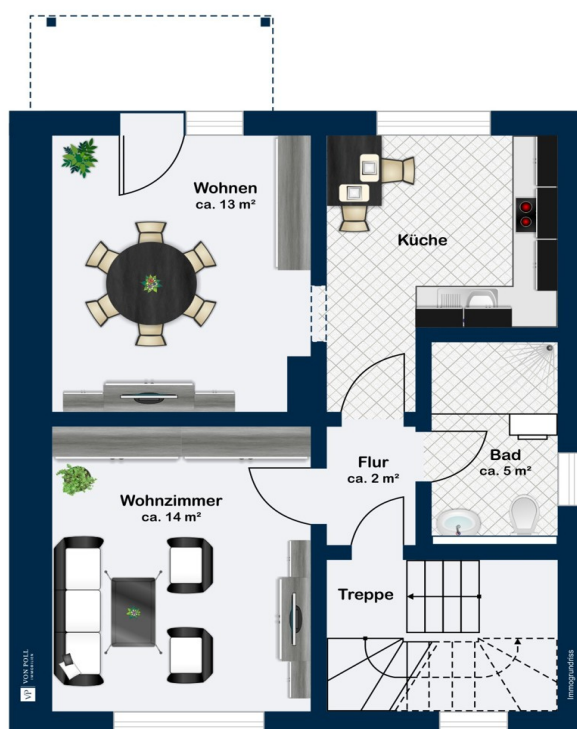 Wohnen
ca. 13 m²
Küche
Flur
ca. 2 m²
Bad
ca. 5 m²
Wohnzimmer
ca. 14 m²
Treppe
VP VON POLL
IMMOBILIEN
Immogrundriss